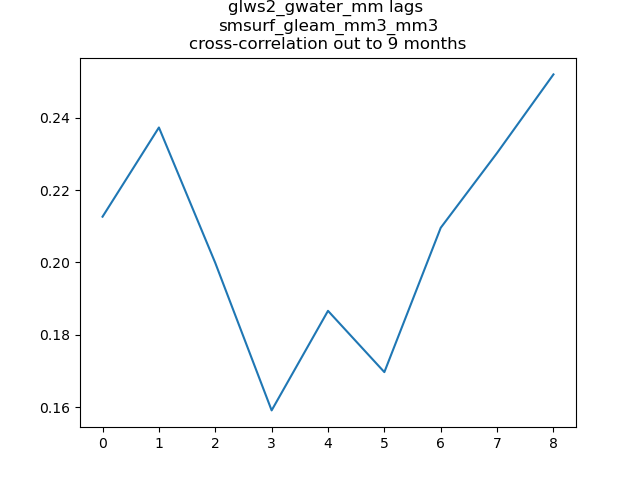 glws2_gwater_mm lags
smsurf_gleam_mm3_mm3
cross-correlation out to 9 months
0.24
0.22
0.20
0.18
0.16
0 1 2 3 4 5 6 7 8